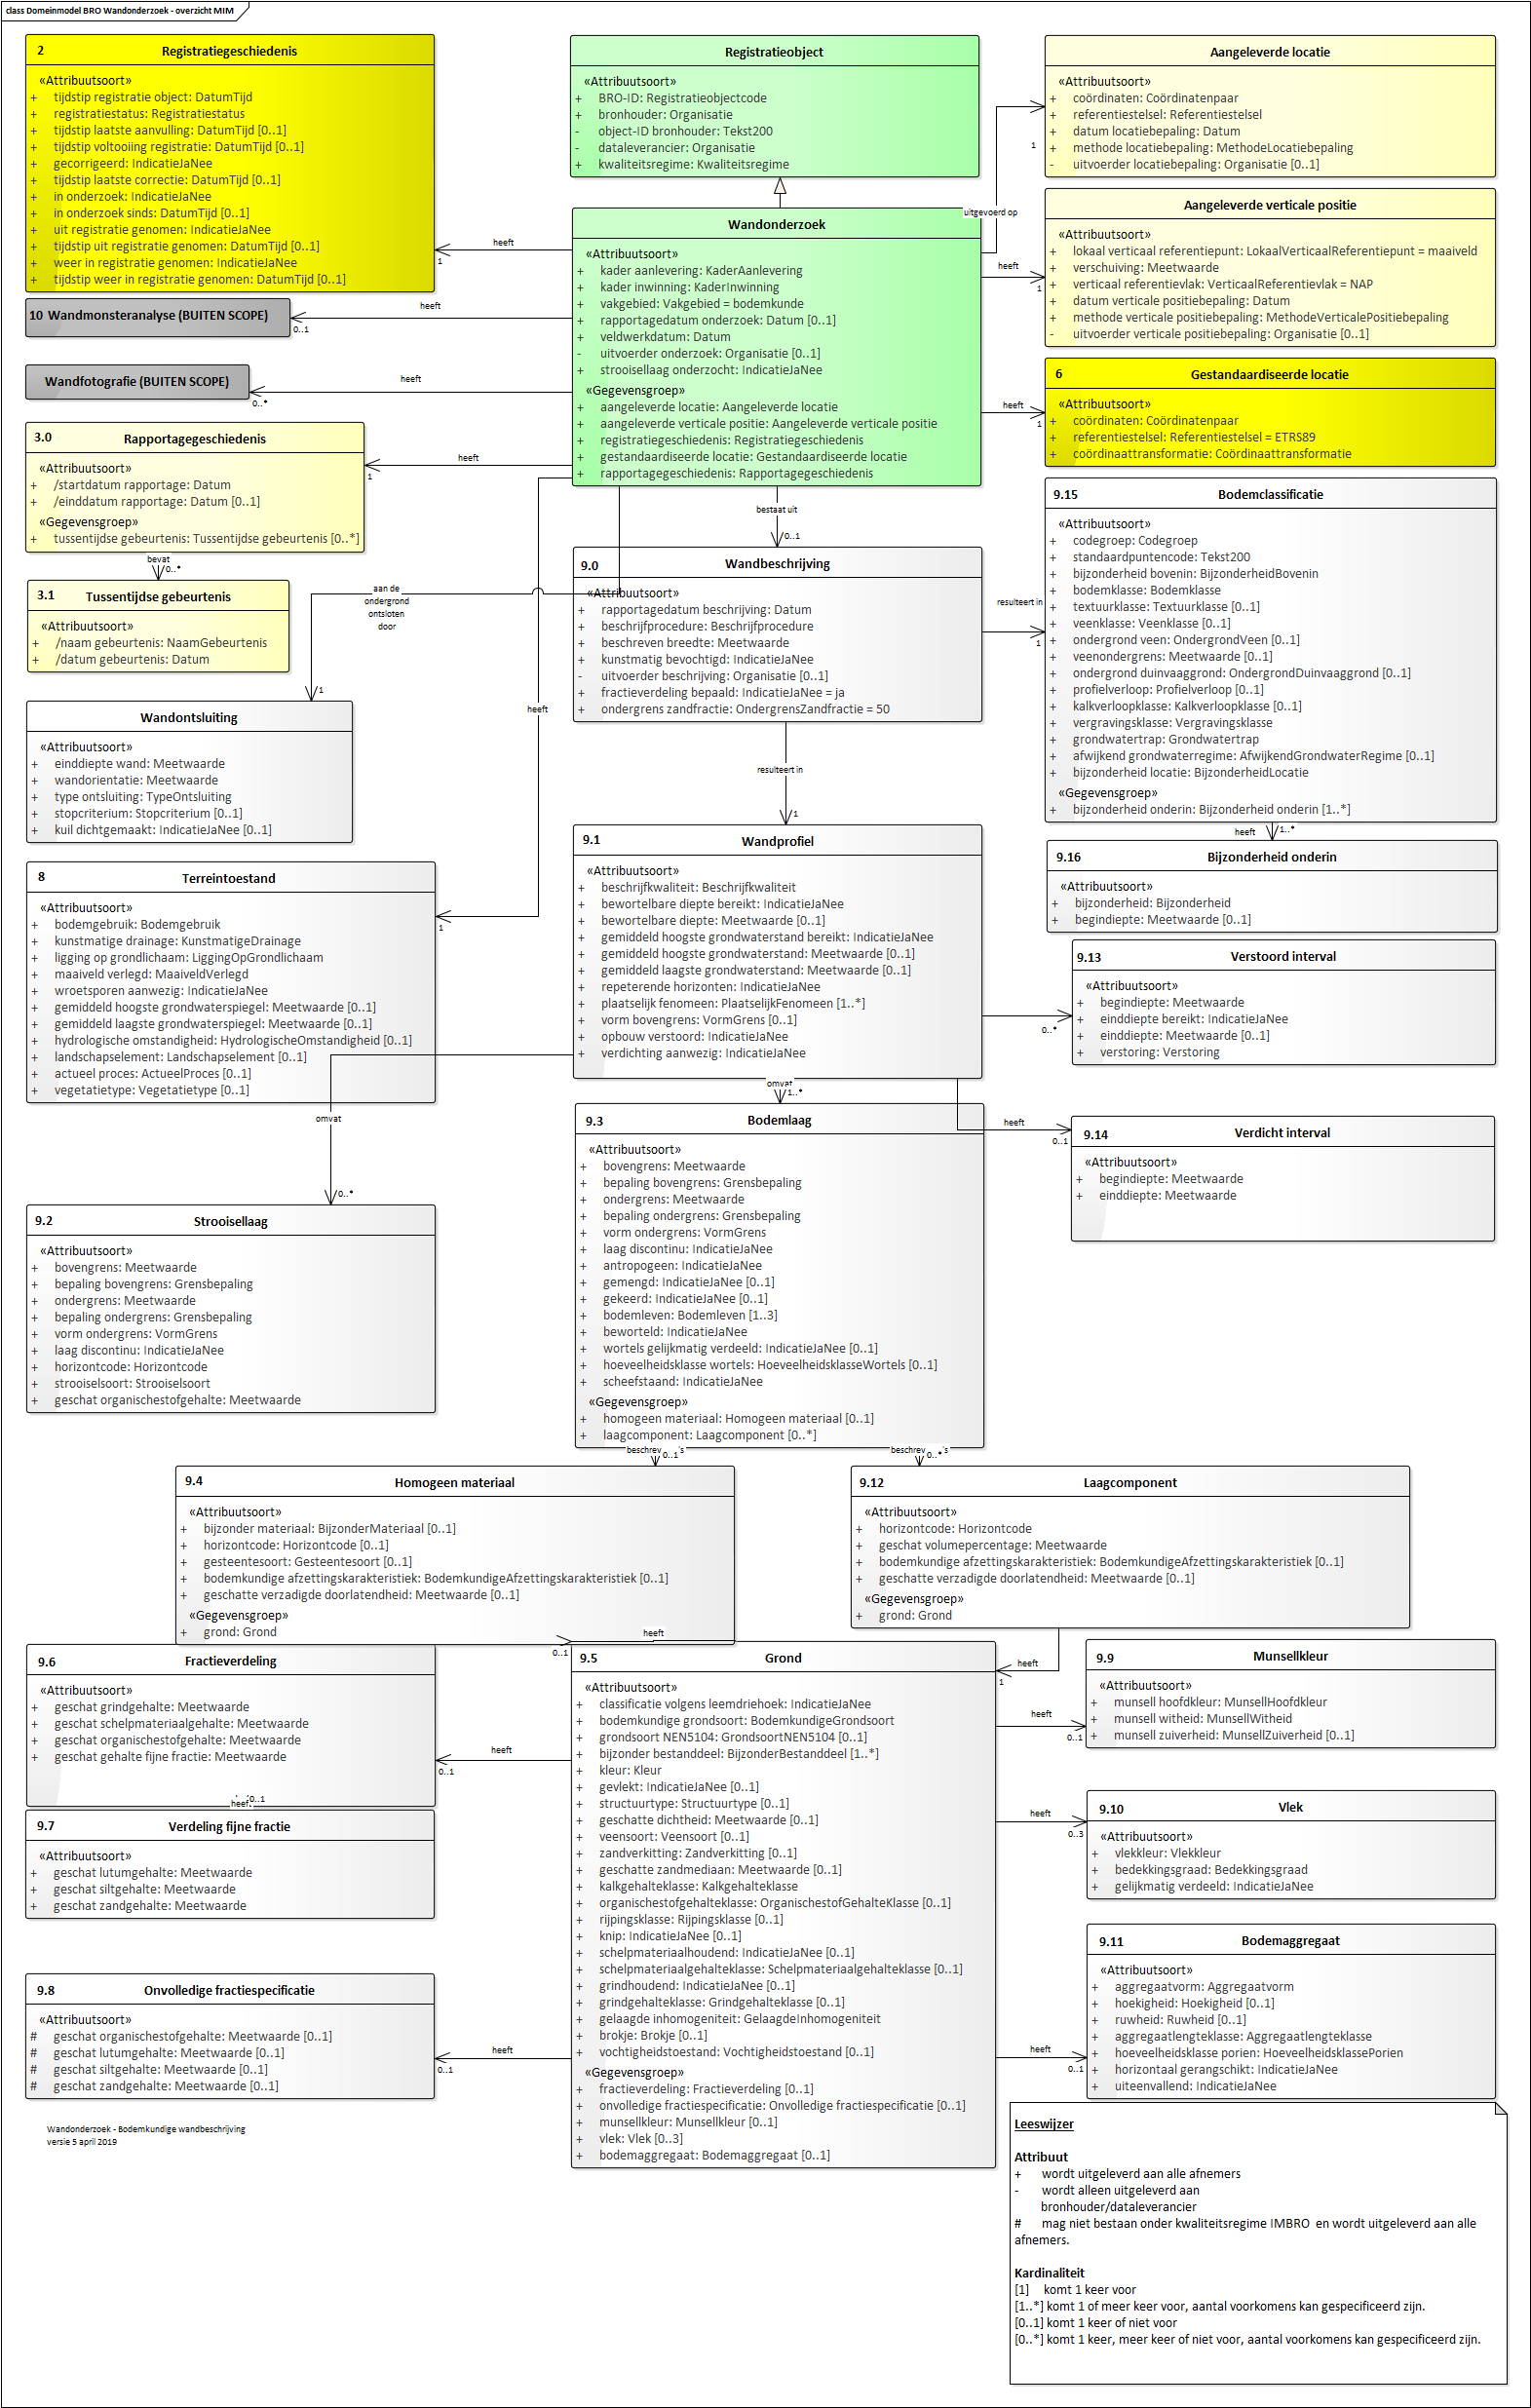 class Domeinmodel BRO Wandonderzoek - overzicht MIM
2 Registratiegeschiedenis
«Attribuutsoort»
+ tijdstip registratie object: DatumTijd
+ registratiestatus: Registratiestatus
+ tijdstip laatste aanvulling: DatumTijd [0..1]
+ tijdstip voltooiing registratie: DatumTijd [0..1]
+ gecorrigeerd: IndicatieJaNee
+ tijdstip laatste correctie: DatumTijd [0..1]
+ in onderzoek: IndicatieJaNee
+ in onderzoek sinds: DatumTijd [0..1]
+ uit registratie genomen: IndicatieJaNee
+ tijdstip uit registratie genomen: DatumTijd [0..1]
+ weer in registratie genomen: IndicatieJaNee
+ tijdstip weer in registratie genomen: DatumTijd [0..1]
Registratieobject
«Attribuutsoort»
+ BRO-ID: Registratieobjectcode
+ bronhouder: Organisatie
- object-ID bronhouder: Tekst200
- dataleverancier: Organisatie
+ kwaliteitsregime: Kwaliteitsregime
Aangeleverde locatie
«Attribuutsoort»
+ coördinaten: Coördinatenpaar
+ referentiestelsel: Referentiestelsel
+ datum locatiebepaling: Datum
+ methode locatiebepaling: MethodeLocatiebepaling
- uitvoerder locatiebepaling: Organisatie [0..1]
1
uitgevoerd op
Aangeleverde verticale positie
«Attribuutsoort»
+ lokaal verticaal referentiepunt: LokaalVerticaalReferentiepunt = maaiveld
+ verschuiving: Meetwaarde
+ verticaal referentievlak: VerticaalReferentievlak = NAP
+ datum verticale positiebepaling: Datum
+ methode verticale positiebepaling: MethodeVerticalePositiebepaling
- uitvoerder verticale positiebepaling: Organisatie [0..1]
heeft
1
Wandonderzoek
«Attribuutsoort»
+ kader aanlevering: KaderAanlevering
+ kader inwinning: KaderInwinning
+ vakgebied: Vakgebied = bodemkunde
+ rapportagedatum onderzoek: Datum [0..1]
+ veldwerkdatum: Datum
- uitvoerder onderzoek: Organisatie [0..1]
+ strooisellaag onderzocht: IndicatieJaNee
«Gegevensgroep»
+ aangeleverde locatie: Aangeleverde locatie
+ aangeleverde verticale positie: Aangeleverde verticale positie
+ registratiegeschiedenis: Registratiegeschiedenis
+ gestandaardiseerde locatie: Gestandaardiseerde locatie
+ rapportagegeschiedenis: Rapportagegeschiedenis
heeft
1
10 Wandmonsteranalyse (BUITEN SCOPE)
heeft
0..1
Wandfotografie (BUITEN SCOPE)
heeft
0..*
6 Gestandaardiseerde locatie
«Attribuutsoort»
+ coördinaten: Coördinatenpaar
+ referentiestelsel: Referentiestelsel = ETRS89
+ coördinaattransformatie: Coördinaattransformatie
heeft
1
3.0 Rapportagegeschiedenis
«Attribuutsoort»
+ /startdatum rapportage: Datum
+ /einddatum rapportage: Datum [0..1]
«Gegevensgroep»
+ tussentijdse gebeurtenis: Tussentijdse gebeurtenis [0..*]
heeft
1
bevat
0..*
3.1 Tussentijdse gebeurtenis
«Attribuutsoort»
+ /naam gebeurtenis: NaamGebeurtenis
+ /datum gebeurtenis: Datum
aan de
ondergrond
ontsloten
door
1
bestaat uit
0..1
9.0 Wandbeschrijving
«Attribuutsoort»
+ rapportagedatum beschrijving: Datum
+ beschrijfprocedure: Beschrijfprocedure
+ beschreven breedte: Meetwaarde
+ kunstmatig bevochtigd: IndicatieJaNee
- uitvoerder beschrijving: Organisatie [0..1]
+ fractieverdeling bepaald: IndicatieJaNee = ja
+ ondergrens zandfractie: OndergrensZandfractie = 50
resulteert in
1
9.15 Bodemclassificatie
«Attribuutsoort»
+ codegroep: Codegroep
+ standaardpuntencode: Tekst200
+ bijzonderheid bovenin: BijzonderheidBovenin
+ bodemklasse: Bodemklasse
+ textuurklasse: Textuurklasse [0..1]
+ veenklasse: Veenklasse [0..1]
+ ondergrond veen: OndergrondVeen [0..1]
+ veenondergrens: Meetwaarde [0..1]
+ ondergrond duinvaaggrond: OndergrondDuinvaaggrond [0..1]
+ profielverloop: Profielverloop [0..1]
+ kalkverloopklasse: Kalkverloopklasse [0..1]
+ vergravingsklasse: Vergravingsklasse
+ grondwatertrap: Grondwatertrap
+ afwijkend grondwaterregime: AfwijkendGrondwaterRegime [0..1]
+ bijzonderheid locatie: BijzonderheidLocatie
«Gegevensgroep»
+ bijzonderheid onderin: Bijzonderheid onderin [1..*]
heeft
1..*
9.16 Bijzonderheid onderin
«Attribuutsoort»
+ bijzonderheid: Bijzonderheid
+ begindiepte: Meetwaarde [0..1]
Wandontsluiting
«Attribuutsoort»
+ einddiepte wand: Meetwaarde
+ wandorientatie: Meetwaarde
+ type ontsluiting: TypeOntsluiting
+ stopcriterium: Stopcriterium [0..1]
+ kuil dichtgemaakt: IndicatieJaNee [0..1]
heeft
1
resulteert in
1
8 Terreintoestand
«Attribuutsoort»
+ bodemgebruik: Bodemgebruik
+ kunstmatige drainage: KunstmatigeDrainage
+ ligging op grondlichaam: LiggingOpGrondlichaam
+ maaiveld verlegd: MaaiveldVerlegd
+ wroetsporen aanwezig: IndicatieJaNee
+ gemiddeld hoogste grondwaterspiegel: Meetwaarde [0..1]
+ gemiddeld laagste grondwaterspiegel: Meetwaarde [0..1]
+ hydrologische omstandigheid: HydrologischeOmstandigheid [0..1]
+ landschapselement: Landschapselement [0..1]
+ actueel proces: ActueelProces [0..1]
+ vegetatietype: Vegetatietype [0..1]
9.1 Wandprofiel
«Attribuutsoort»
+ beschrijfkwaliteit: Beschrijfkwaliteit
+ bewortelbare diepte bereikt: IndicatieJaNee
+ bewortelbare diepte: Meetwaarde [0..1]
+ gemiddeld hoogste grondwaterstand bereikt: IndicatieJaNee
+ gemiddeld hoogste grondwaterstand: Meetwaarde [0..1]
+ gemiddeld laagste grondwaterstand: Meetwaarde [0..1]
+ repeterende horizonten: IndicatieJaNee
+ plaatselijk fenomeen: PlaatselijkFenomeen [1..*]
+ vorm bovengrens: VormGrens [0..1]
+ opbouw verstoord: IndicatieJaNee
+ verdichting aanwezig: IndicatieJaNee
0..*
9.13 Verstoord interval
«Attribuutsoort»
+ begindiepte: Meetwaarde
+ einddiepte bereikt: IndicatieJaNee
+ einddiepte: Meetwaarde [0..1]
+ verstoring: Verstoring
omvat
0..*
omvat
1..*
heeft
0..1
9.14 Verdicht interval
«Attribuutsoort»
+ begindiepte: Meetwaarde
+ einddiepte: Meetwaarde
9.2 Strooisellaag
«Attribuutsoort»
+ bovengrens: Meetwaarde
+ bepaling bovengrens: Grensbepaling
+ ondergrens: Meetwaarde
+ bepaling ondergrens: Grensbepaling
+ vorm ondergrens: VormGrens
+ laag discontinu: IndicatieJaNee
+ horizontcode: Horizontcode
+ strooiselsoort: Strooiselsoort
+ geschat organischestofgehalte: Meetwaarde
9.3 Bodemlaag
«Attribuutsoort»
+ bovengrens: Meetwaarde
+ bepaling bovengrens: Grensbepaling
+ ondergrens: Meetwaarde
+ bepaling ondergrens: Grensbepaling
+ vorm ondergrens: VormGrens
+ laag discontinu: IndicatieJaNee
+ antropogeen: IndicatieJaNee
+ gemengd: IndicatieJaNee [0..1]
+ gekeerd: IndicatieJaNee [0..1]
+ bodemleven: Bodemleven [1..3]
+ beworteld: IndicatieJaNee
+ wortels gelijkmatig verdeeld: IndicatieJaNee [0..1]
+ hoeveelheidsklasse wortels: HoeveelheidsklasseWortels [0..1]
+ scheefstaand: IndicatieJaNee
«Gegevensgroep»
+ homogeen materiaal: Homogeen materiaal [0..1]
+ laagcomponent: Laagcomponent [0..*]
0..1
0..*
9.4 Homogeen materiaal
«Attribuutsoort»
+ bijzonder materiaal: BijzonderMateriaal [0..1]
+ horizontcode: Horizontcode [0..1]
+ gesteentesoort: Gesteentesoort [0..1]
+ bodemkundige afzettingskarakteristiek: BodemkundigeAfzettingskarakteristiek [0..1]
+ geschatte verzadigde doorlatendheid: Meetwaarde [0..1]
«Gegevensgroep»
+ grond: Grond
heeft
0..1
9.12 Laagcomponent
«Attribuutsoort»
+ horizontcode: Horizontcode
+ geschat volumepercentage: Meetwaarde
+ bodemkundige afzettingskarakteristiek: BodemkundigeAfzettingskarakteristiek [0..1]
+ geschatte verzadigde doorlatendheid: Meetwaarde [0..1]
«Gegevensgroep»
+ grond: Grond
heeft
1
9.6 Fractieverdeling
«Attribuutsoort»
+ geschat grindgehalte: Meetwaarde
+ geschat schelpmateriaalgehalte: Meetwaarde
+ geschat organischestofgehalte: Meetwaarde
+ geschat gehalte fijne fractie: Meetwaarde
heeft
0..1
heeft
0..1
9.7 Verdeling fijne fractie
«Attribuutsoort»
+ geschat lutumgehalte: Meetwaarde
+ geschat siltgehalte: Meetwaarde
+ geschat zandgehalte: Meetwaarde
9.8 Onvolledige fractiespecificatie
«Attribuutsoort»
# geschat organischestofgehalte: Meetwaarde [0..1]
# geschat lutumgehalte: Meetwaarde [0..1]
# geschat siltgehalte: Meetwaarde [0..1]
# geschat zandgehalte: Meetwaarde [0..1]
heeft
0..1
9.5 Grond
«Attribuutsoort»
+ classificatie volgens leemdriehoek: IndicatieJaNee
+ bodemkundige grondsoort: BodemkundigeGrondsoort
+ grondsoort NEN5104: GrondsoortNEN5104 [0..1]
+ bijzonder bestanddeel: BijzonderBestanddeel [1..*]
+ kleur: Kleur
+ gevlekt: IndicatieJaNee [0..1]
+ structuurtype: Structuurtype [0..1]
+ geschatte dichtheid: Meetwaarde [0..1]
+ veensoort: Veensoort [0..1]
+ zandverkitting: Zandverkitting [0..1]
+ geschatte zandmediaan: Meetwaarde [0..1]
+ kalkgehalteklasse: Kalkgehalteklasse
+ organischestofgehalteklasse: OrganischestofGehalteKlasse [0..1]
+ rijpingsklasse: Rijpingsklasse [0..1]
+ knip: IndicatieJaNee [0..1]
+ schelpmateriaalhoudend: IndicatieJaNee [0..1]
+ schelpmateriaalgehalteklasse: Schelpmateriaalgehalteklasse [0..1]
+ grindhoudend: IndicatieJaNee [0..1]
+ grindgehalteklasse: Grindgehalteklasse [0..1]
+ gelaagde inhomogeniteit: GelaagdeInhomogeniteit
+ brokje: Brokje [0..1]
+ vochtigheidstoestand: Vochtigheidstoestand [0..1]
«Gegevensgroep»
+ fractieverdeling: Fractieverdeling [0..1]
+ onvolledige fractiespecificatie: Onvolledige fractiespecificatie [0..1]
+ munsellkleur: Munsellkleur [0..1]
+ vlek: Vlek [0..3]
+ bodemaggregaat: Bodemaggregaat [0..1]
9.9 Munsellkleur
«Attribuutsoort»
+ munsell hoofdkleur: MunsellHoofdkleur
+ munsell witheid: MunsellWitheid
+ munsell zuiverheid: MunsellZuiverheid [0..1]
heeft
0..1
9.10 Vlek
«Attribuutsoort»
+ vlekkleur: Vlekkleur
+ bedekkingsgraad: Bedekkingsgraad
+ gelijkmatig verdeeld: IndicatieJaNee
heeft
0..3
9.11 Bodemaggregaat
«Attribuutsoort»
+ aggregaatvorm: Aggregaatvorm
+ hoekigheid: Hoekigheid [0..1]
+ ruwheid: Ruwheid [0..1]
+ aggregaatlengteklasse: Aggregaatlengteklasse
+ hoeveelheidsklasse porien: HoeveelheidsklassePorien
+ horizontaal gerangschikt: IndicatieJaNee
+ uiteenvallend: IndicatieJaNee
heeft
0..1
Wandonderzoek - Bodemkundige wandbeschrijving
versie 5 april 2019
Leeswijzer
Attribuut
+ wordt uitgeleverd aan alle afnemers
- wordt alleen uitgeleverd aan
bronhouder/dataleverancier
# mag niet bestaan onder kwaliteitsregime IMBRO en wordt uitgeleverd aan alle
afnemers.
Kardinaliteit
[1] komt 1 keer voor
[1..*] komt 1 of meer keer voor, aantal voorkomens kan gespecificeerd zijn.
[0..1] komt 1 keer of niet voor
[0..*] komt 1 keer, meer keer of niet voor, aantal voorkomens kan gespecificeerd zijn.